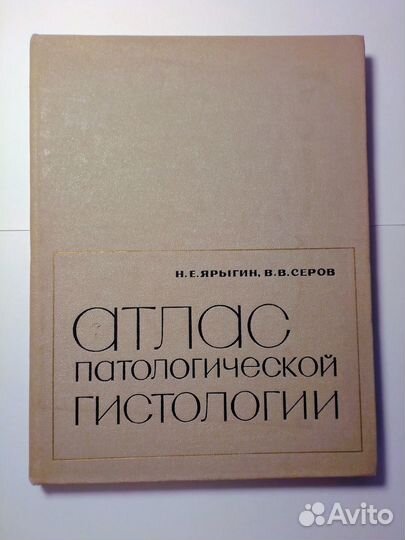 Н.Е.ЯРЫГИН, В.В.СЕРОВ
атлас
патологической
гистологии
Avito